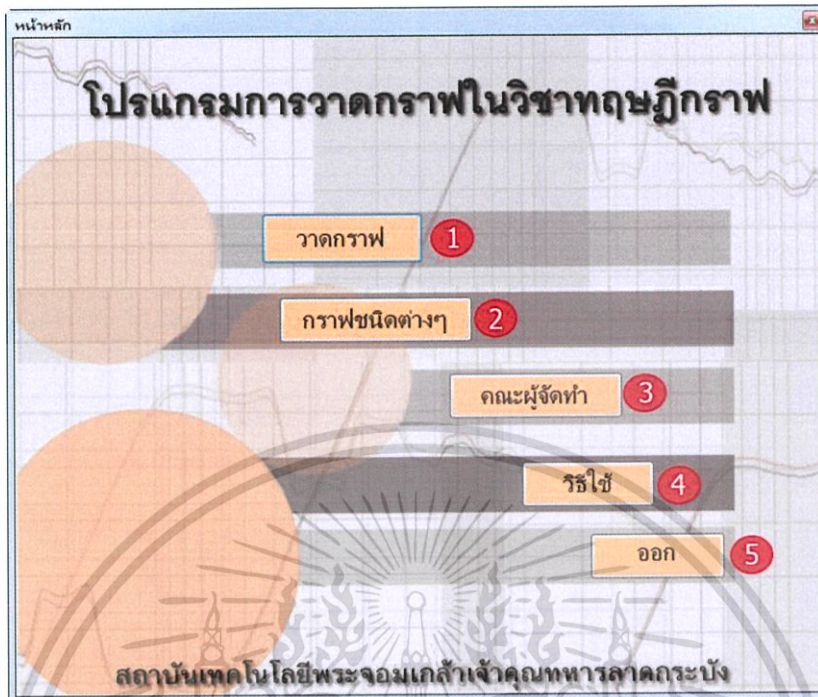 หน้าหลัก
โปรแกรมการวาดกราฟในวิชาทฤษฎีกราฟ
วาดกราฟ 1
กราฟชนิดต่างๆ 2
คณะผู้จัดทำ 3
วิธีใช้ 4
ออก 5
สถาบันเทคโนโลยีพระจอมเกล้าเจ้าคุณทหารลาดกระบัง